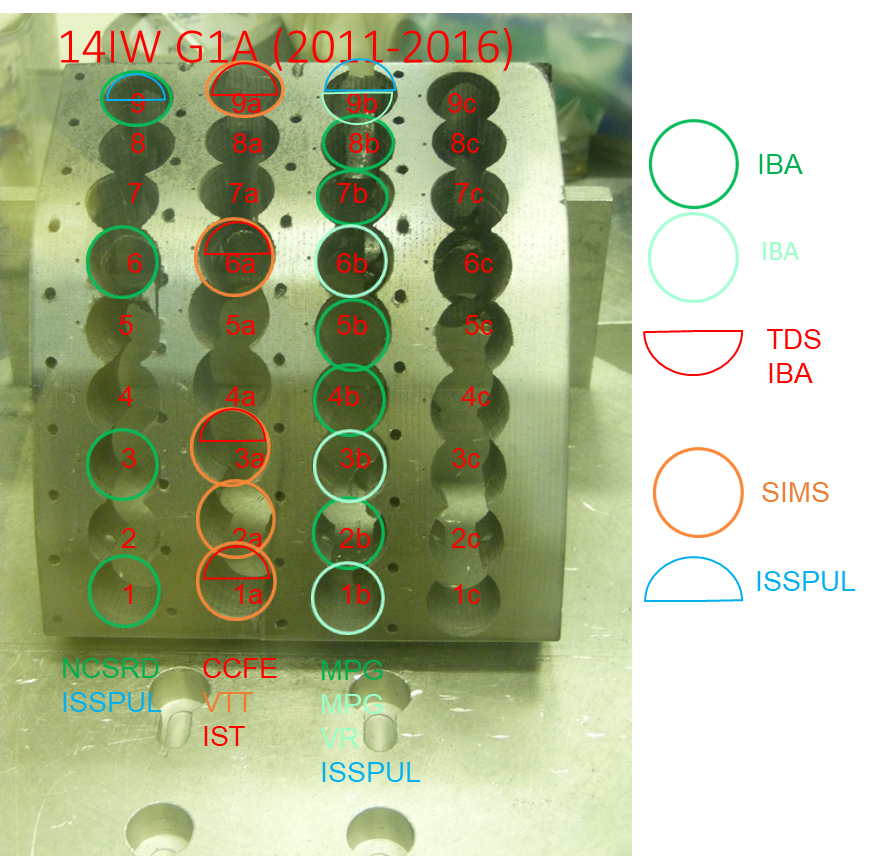 14IW G1A (2011-2016)
9 9a 9b 9c
8 8a 8b 8c
7 7a 7b 7c
6 6a 6b 6c
5 5a 5b 5c
4 4a 4b 4c
3 3a 3b 3c
2 2a 2b 2c
1 1a 1b 1c
NCSRD
ISSPUL
CCFE
VTT
IST
MPG
MPG
VR
ISSPUL
IBA
IBA
TDS
IBA
SIMS
ISSPUL